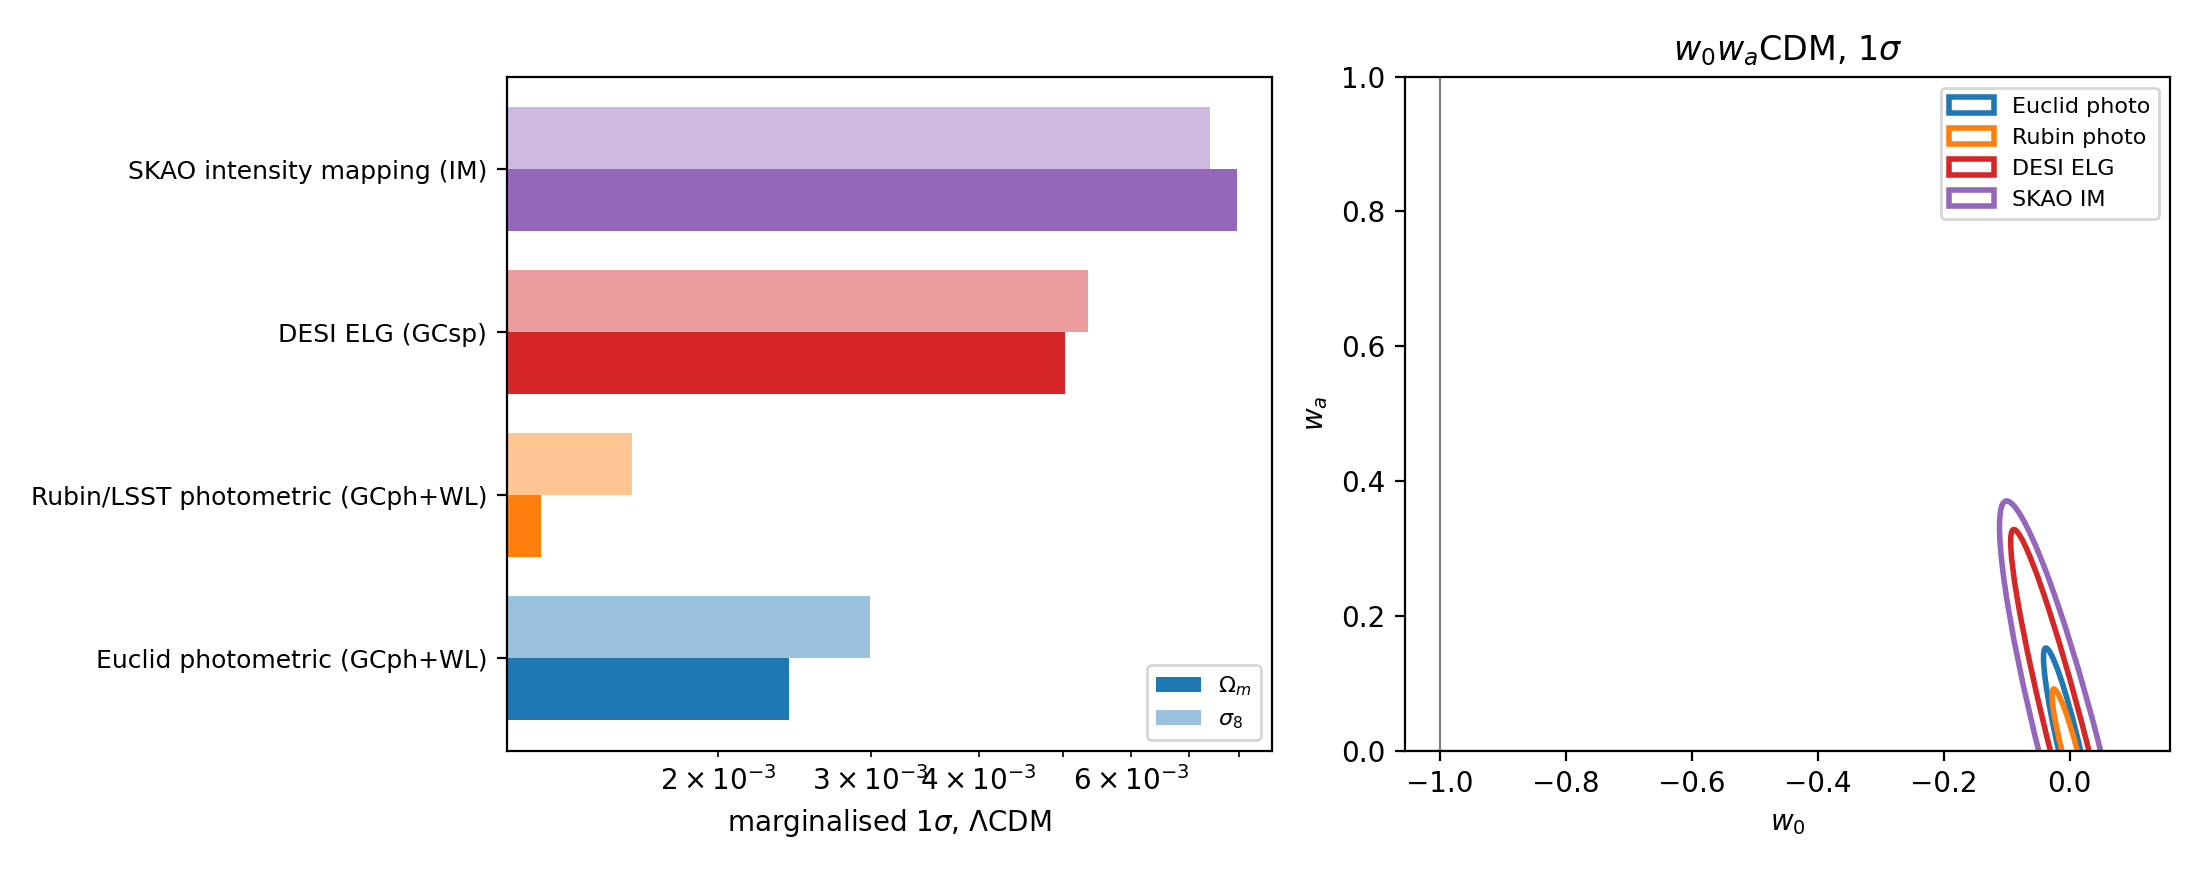 SKAO intensity mapping (IM)
DESI ELG (GCsp)
Rubin/LSST photometric (GCph+WL)
Euclid photometric (GCph+WL)
Ωₘ
σ₈
2 × 10⁻³
3 × 10⁻³
4 × 10⁻³
6 × 10⁻³
marginalised 1σ, ΛCDM
w₀wₐCDM, 1σ
Euclid photo
Rubin photo
DESI ELG
SKAO IM
1.0
0.8
0.6
0.4
0.2
0.0
wₐ
−1.0
−0.8
−0.6
−0.4
−0.2
0.0
w₀